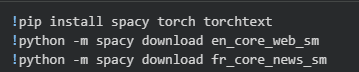 !pip install spacy torch torchtext
!python -m spacy download en_core_web_sm
!python -m spacy download fr_core_news_sm